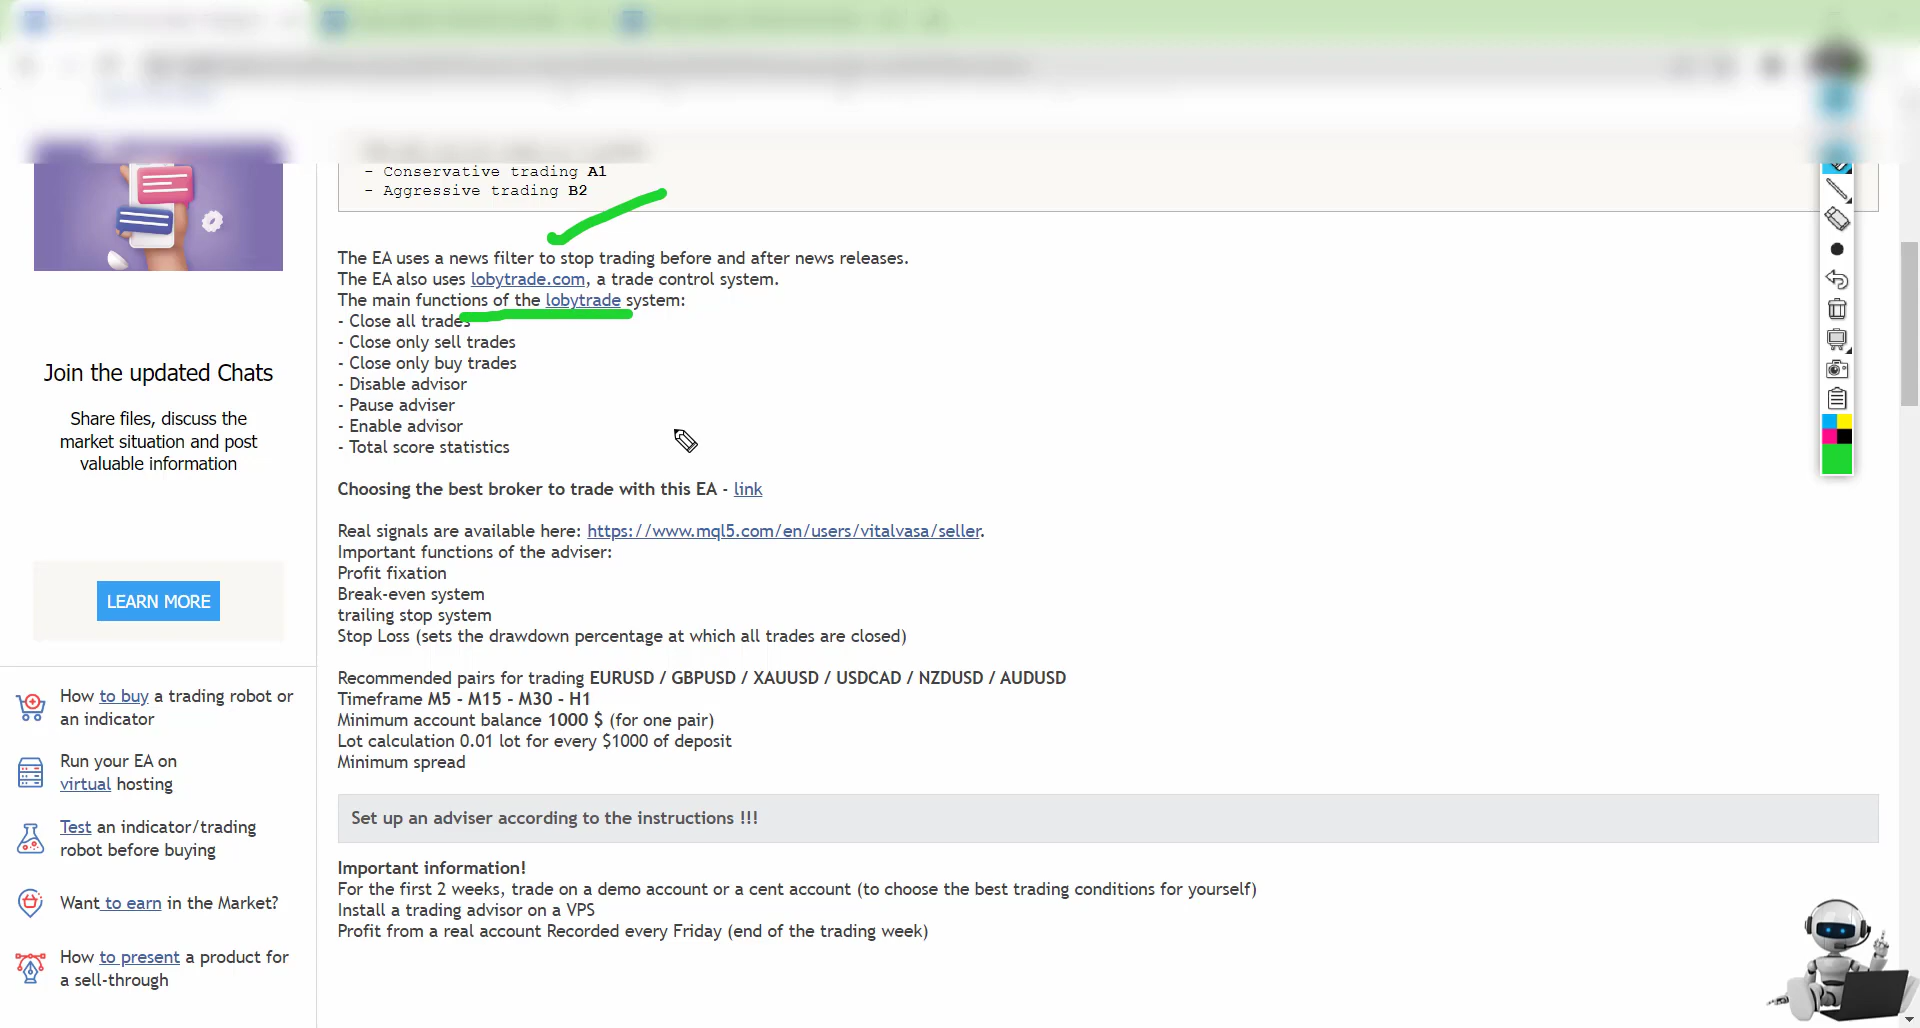 - Conservative trading A1
- Aggressive trading B2
The EA uses a news filter to stop trading before and after news releases.
The EA also uses lobytrade.com, a trade control system.
The main functions of the lobytrade system:
- Close all trades
- Close only sell trades
- Close only buy trades
- Disable advisor
- Pause adviser
- Enable advisor
- Total score statistics
Choosing the best broker to trade with this EA - link
Real signals are available here: https://www.mql5.com/en/users/vitalvasa/seller.
Important functions of the adviser:
Profit fixation
Break-even system
trailing stop system
Stop Loss (sets the drawdown percentage at which all trades are closed)
Recommended pairs for trading EURUSD / GBPUSD / XAUUSD / USDCAD / NZDUSD / AUDUSD
Timeframe M5 - M15 - M30 - H1
Minimum account balance 1000 $ (for one pair)
Lot calculation 0.01 lot for every $1000 of deposit
Minimum spread
Set up an adviser according to the instructions !!!
Important information!
For the first 2 weeks, trade on a demo account or a cent account (to choose the best trading conditions for yourself)
Install a trading advisor on a VPS
Profit from a real account Recorded every Friday (end of the trading week)
Join the updated Chats
Share files, discuss the
market situation and post
valuable information
LEARN MORE
How to buy a trading robot or
an indicator
Run your EA on
virtual hosting
Test an indicator/trading
robot before buying
Want to earn in the Market?
How to present a product for
a sell-through